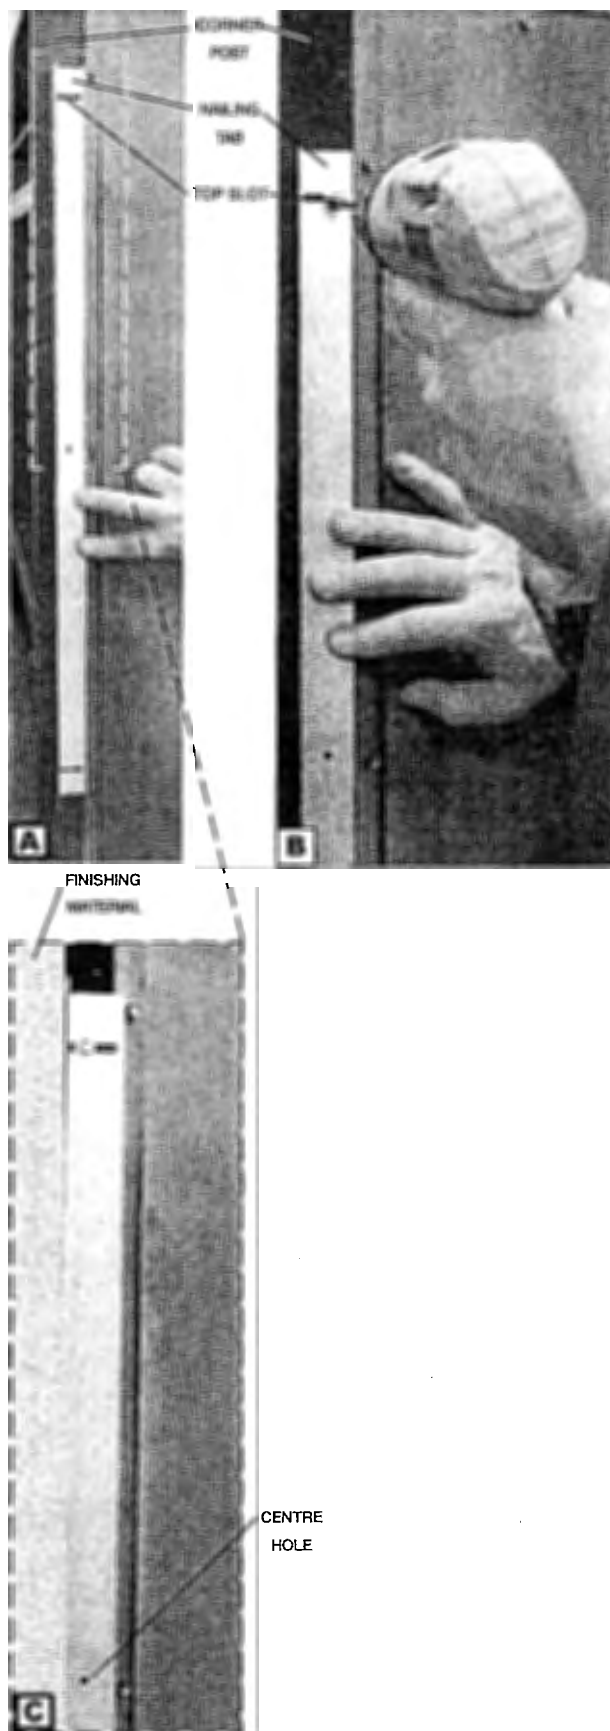 CORNER
POST
NAILING
TAB
TOP SLOT
A
B
FINISHING
MATERIAL
CENTRE
HOLE
C